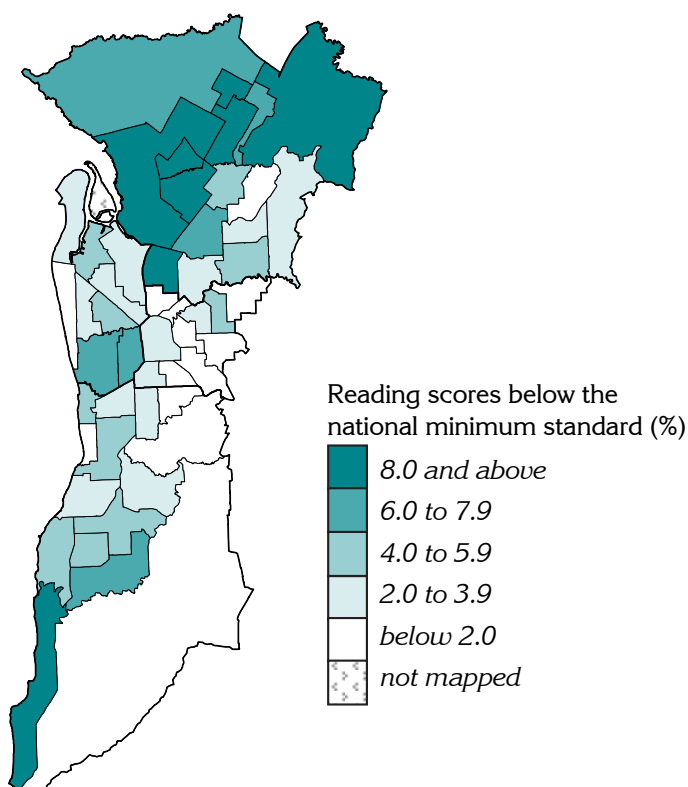 Reading scores below the
national minimum standard (%)
8.0 and above
6.0 to 7.9
4.0 to 5.9
2.0 to 3.9
below 2.0
not mapped